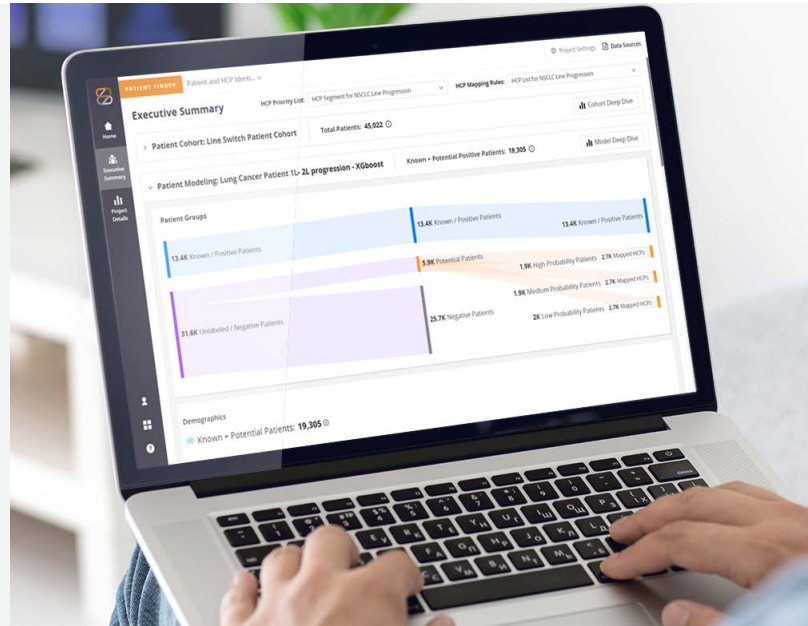 Project Settings Data Sources
PATIENT FINDER Patient and HCP Identi...
Executive Summary HCP Priority List: HCP Segment for NSCLC Line Progression HCP Mapping Rules: HCP List for NSCLC Line Progression
Home
Patient Cohort: Line Switch Patient Cohort Total Patients: 45,022 Cohort Deep Dive
Executive
Summary
Patient Modeling: Lung Cancer Patient 1L- 2L progression - XGboost Known + Potential Positive Patients: 19,305 Model Deep Dive
Project
Details
Patient Groups
13.4K Known / Positive Patients
13.4K Known / Positive Patients
13.4K Known / Positive Patients
5.9K Potential Patients
1.9K High Probability Patients 2.7K Mapped HCPs
1.9K Medium Probability Patients 2.7K Mapped HCPs
2K Low Probability Patients 2.7K Mapped HCPs
31.6K Unlabeled / Negative Patients
25.7K Negative Patients
Demographics
Known + Potential Patients: 19,305
delete